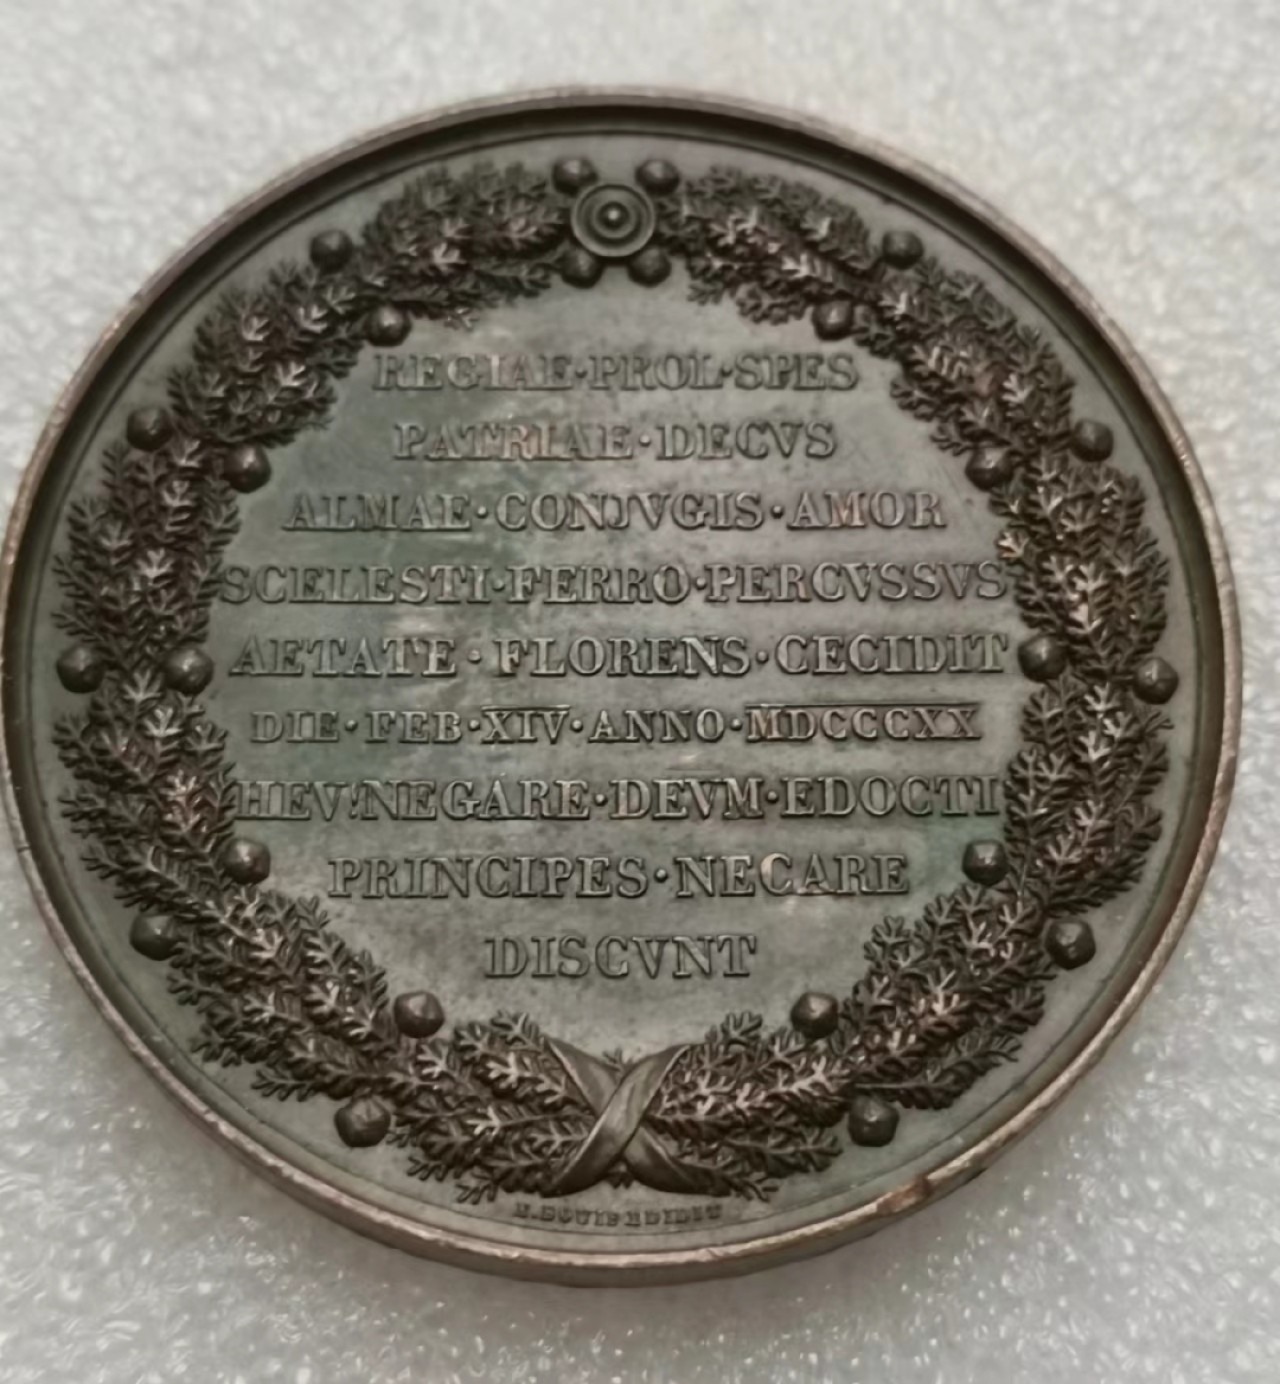 REGIAE·PROL·SPES
PATRIAE·DECVS
ALMAE·CONJVGIS·AMOR
SCELESTI·FERRO·PERCVSSVS
AETATE·FLORENS·CECIDIT
DIE·FEB·XIV·ANNO·MDCCCXX
HEV!NEGARE·DEVM·EDOCTI
PRINCIPES·NECARE
DISCVNT